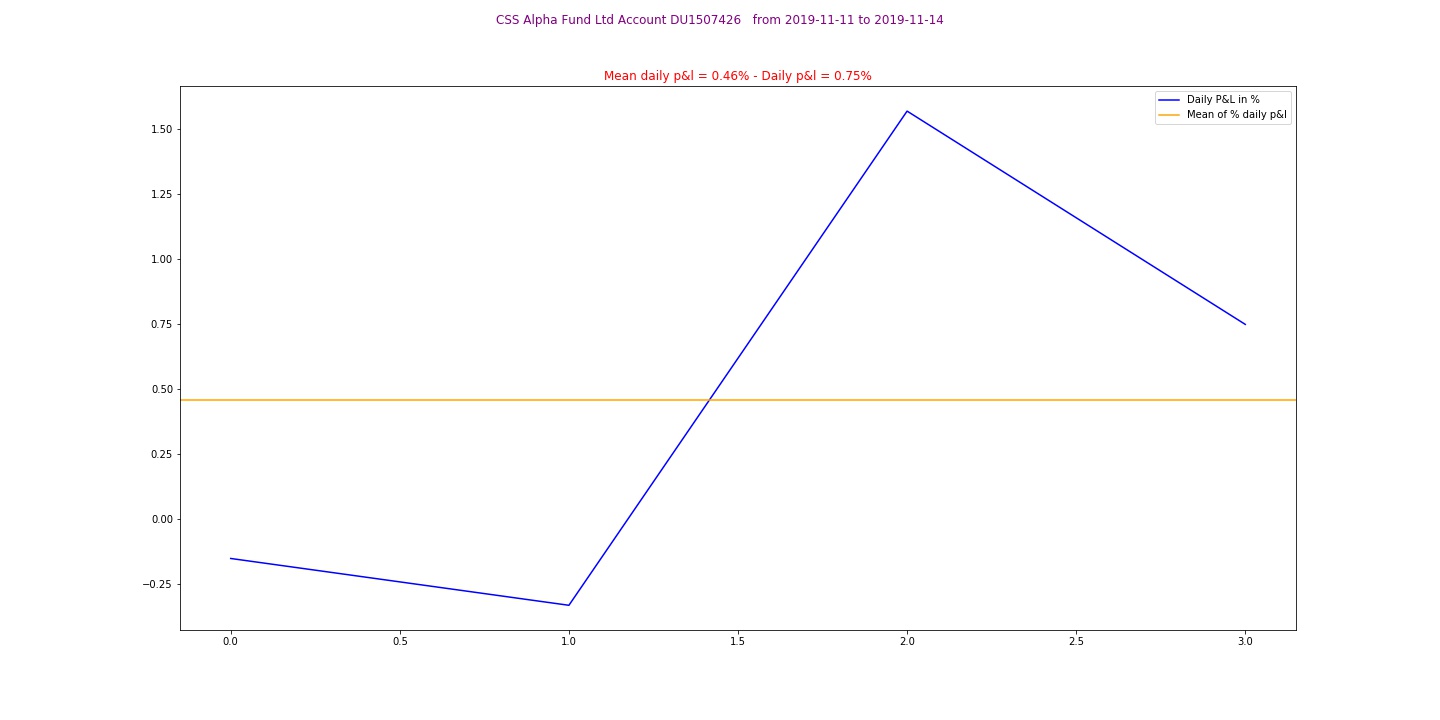 CSS Alpha Fund Ltd Account DU1507426   from 2019-11-11 to 2019-11-14
Mean daily p&l = 0.46% - Daily p&l = 0.75%
Daily P&L in %
Mean of % daily p&l
1.50
1.25
1.00
0.75
0.50
0.25
0.00
−0.25
0.0 0.5 1.0 1.5 2.0 2.5 3.0